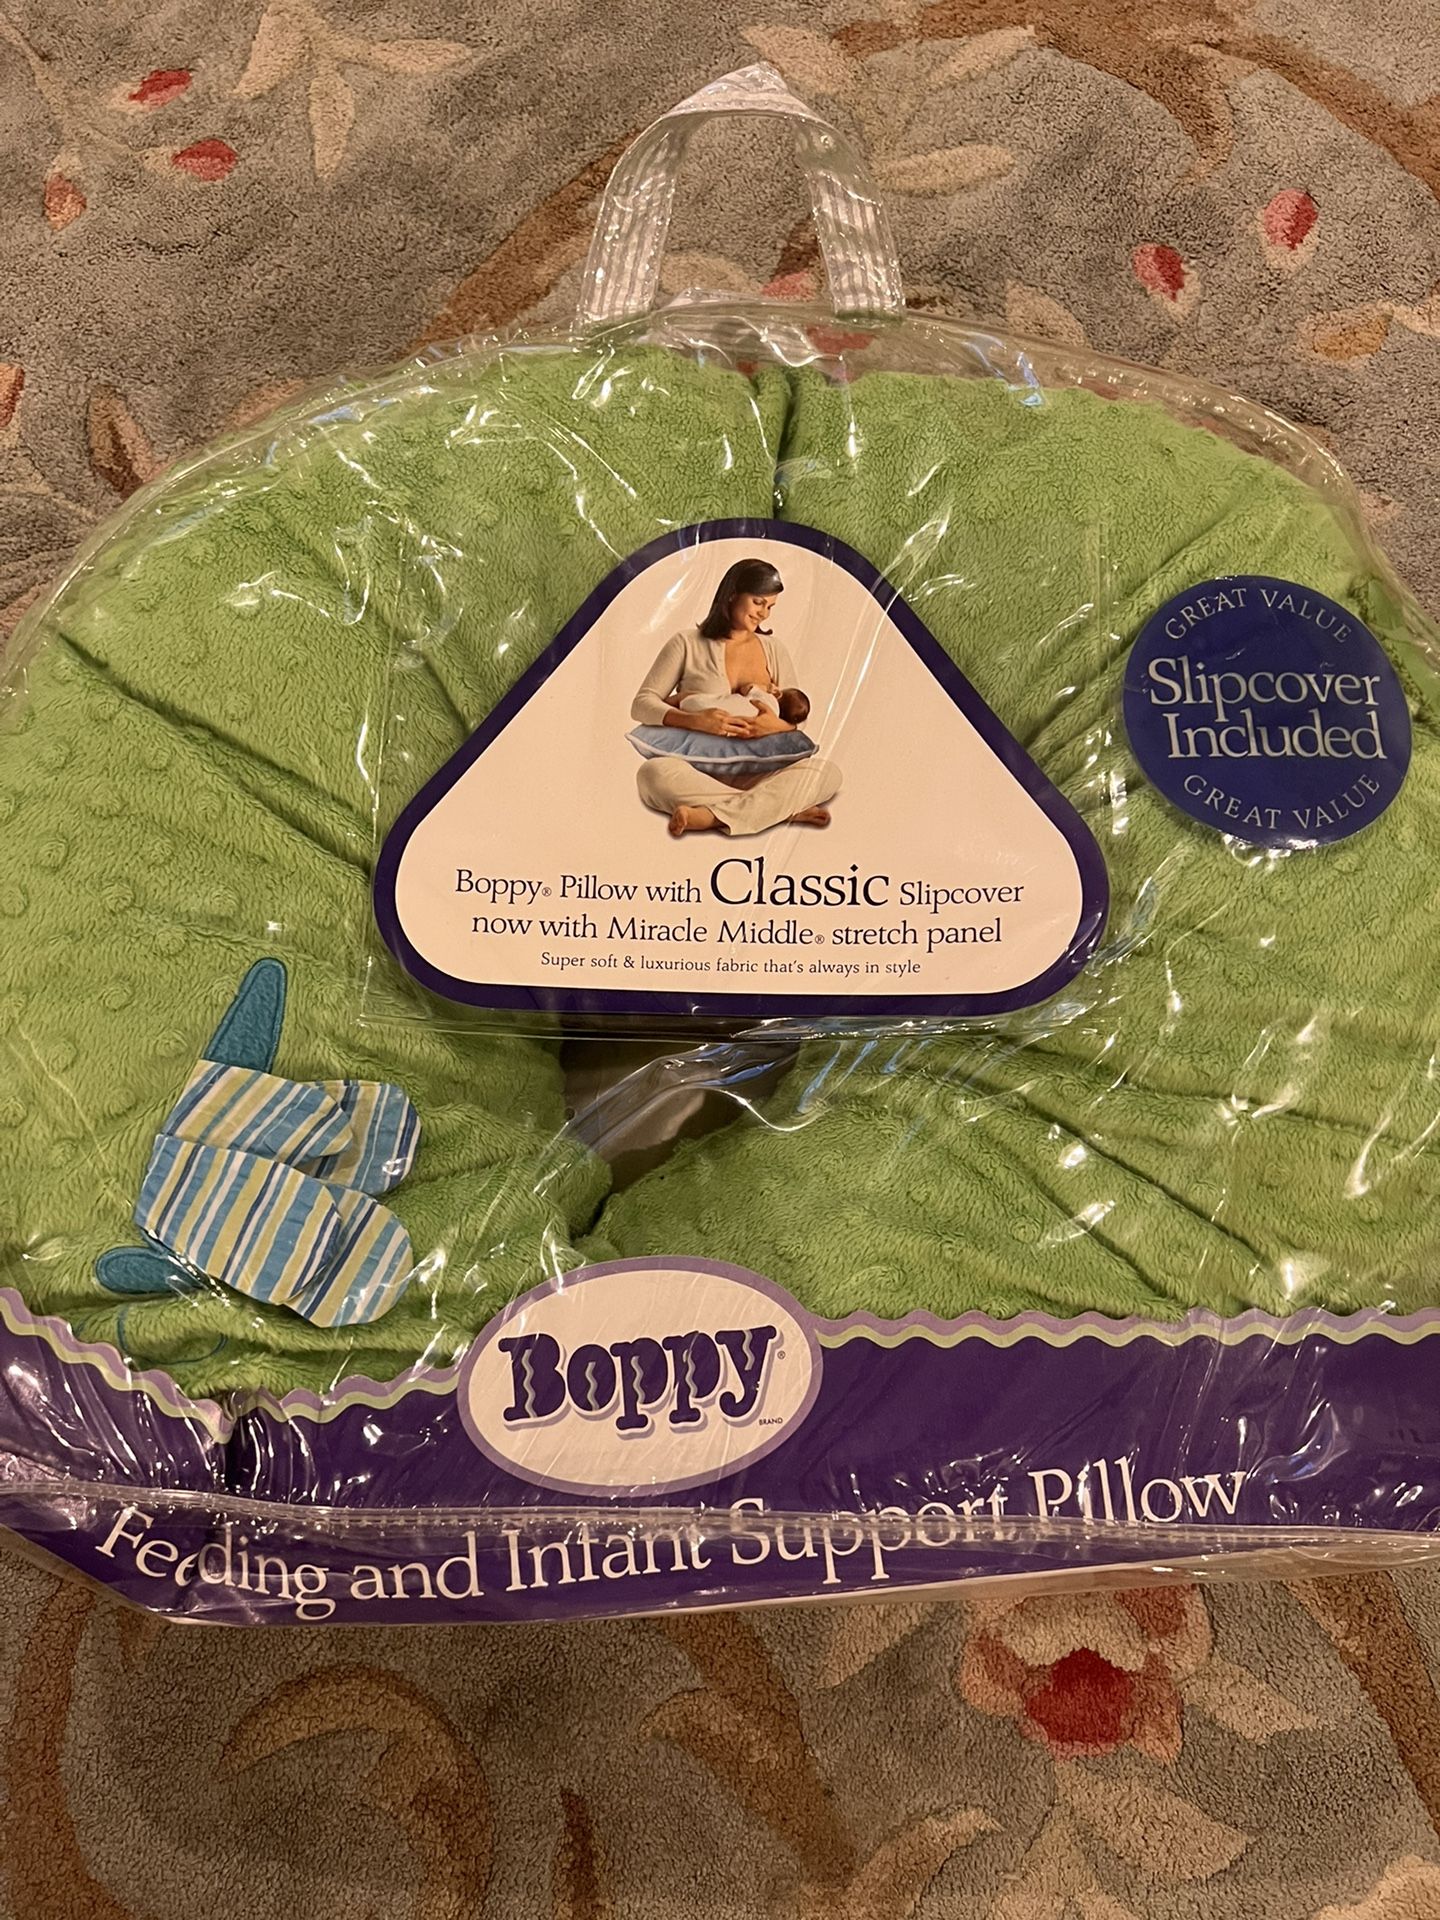 GREAT VALUE
Slipcover
Included
GREAT VALUE
Boppy® Pillow with Classic Slipcover
now with Miracle Middle® stretch panel
Super soft & luxurious fabric that's always in style
Boppy®
BRAND
Feeding and Infant Support Pillow